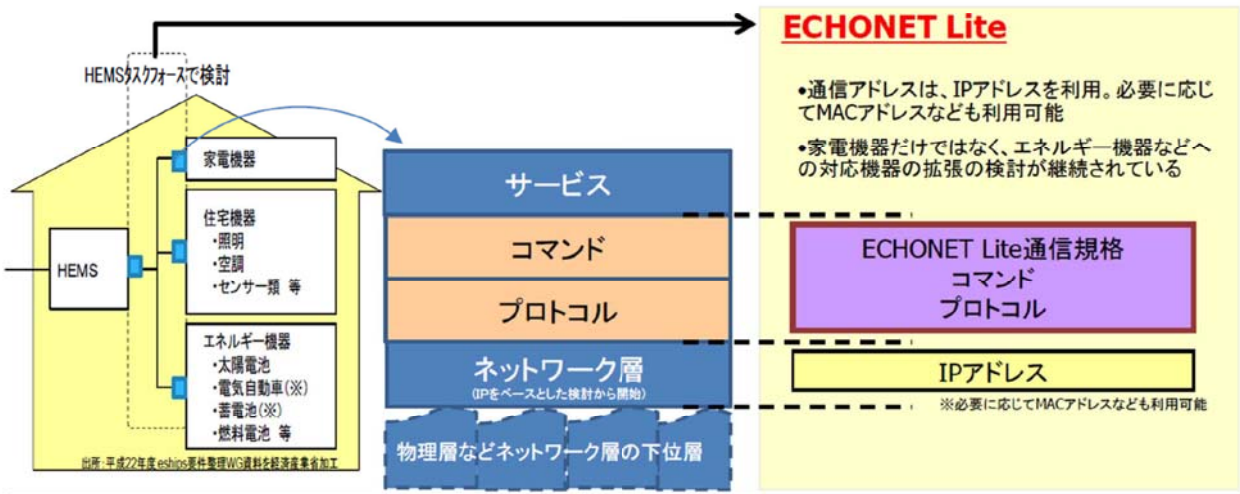 HEMSタスクフォースで検討
HEMS
家電機器
住宅機器
・照明
・空調
・センサー類 等
エネルギー機器
・太陽電池
・電気自動車(※)
・蓄電池(※)
・燃料電池 等
出所:平成22年度eships要件整理WG資料を経済産業省加工
サービス
コマンド
プロトコル
ネットワーク層
(IPをベースとした検討から開始)
物理層などネットワーク層の下位層
ECHONET Lite
•通信アドレスは、IPアドレスを利用。必要に応じ
てMACアドレスなども利用可能
•家電機器だけではなく、エネルギー機器などへ
の対応機器の拡張の検討が継続されている
ECHONET Lite通信規格
コマンド
プロトコル
IPアドレス
※必要に応じてMACアドレスなども利用可能